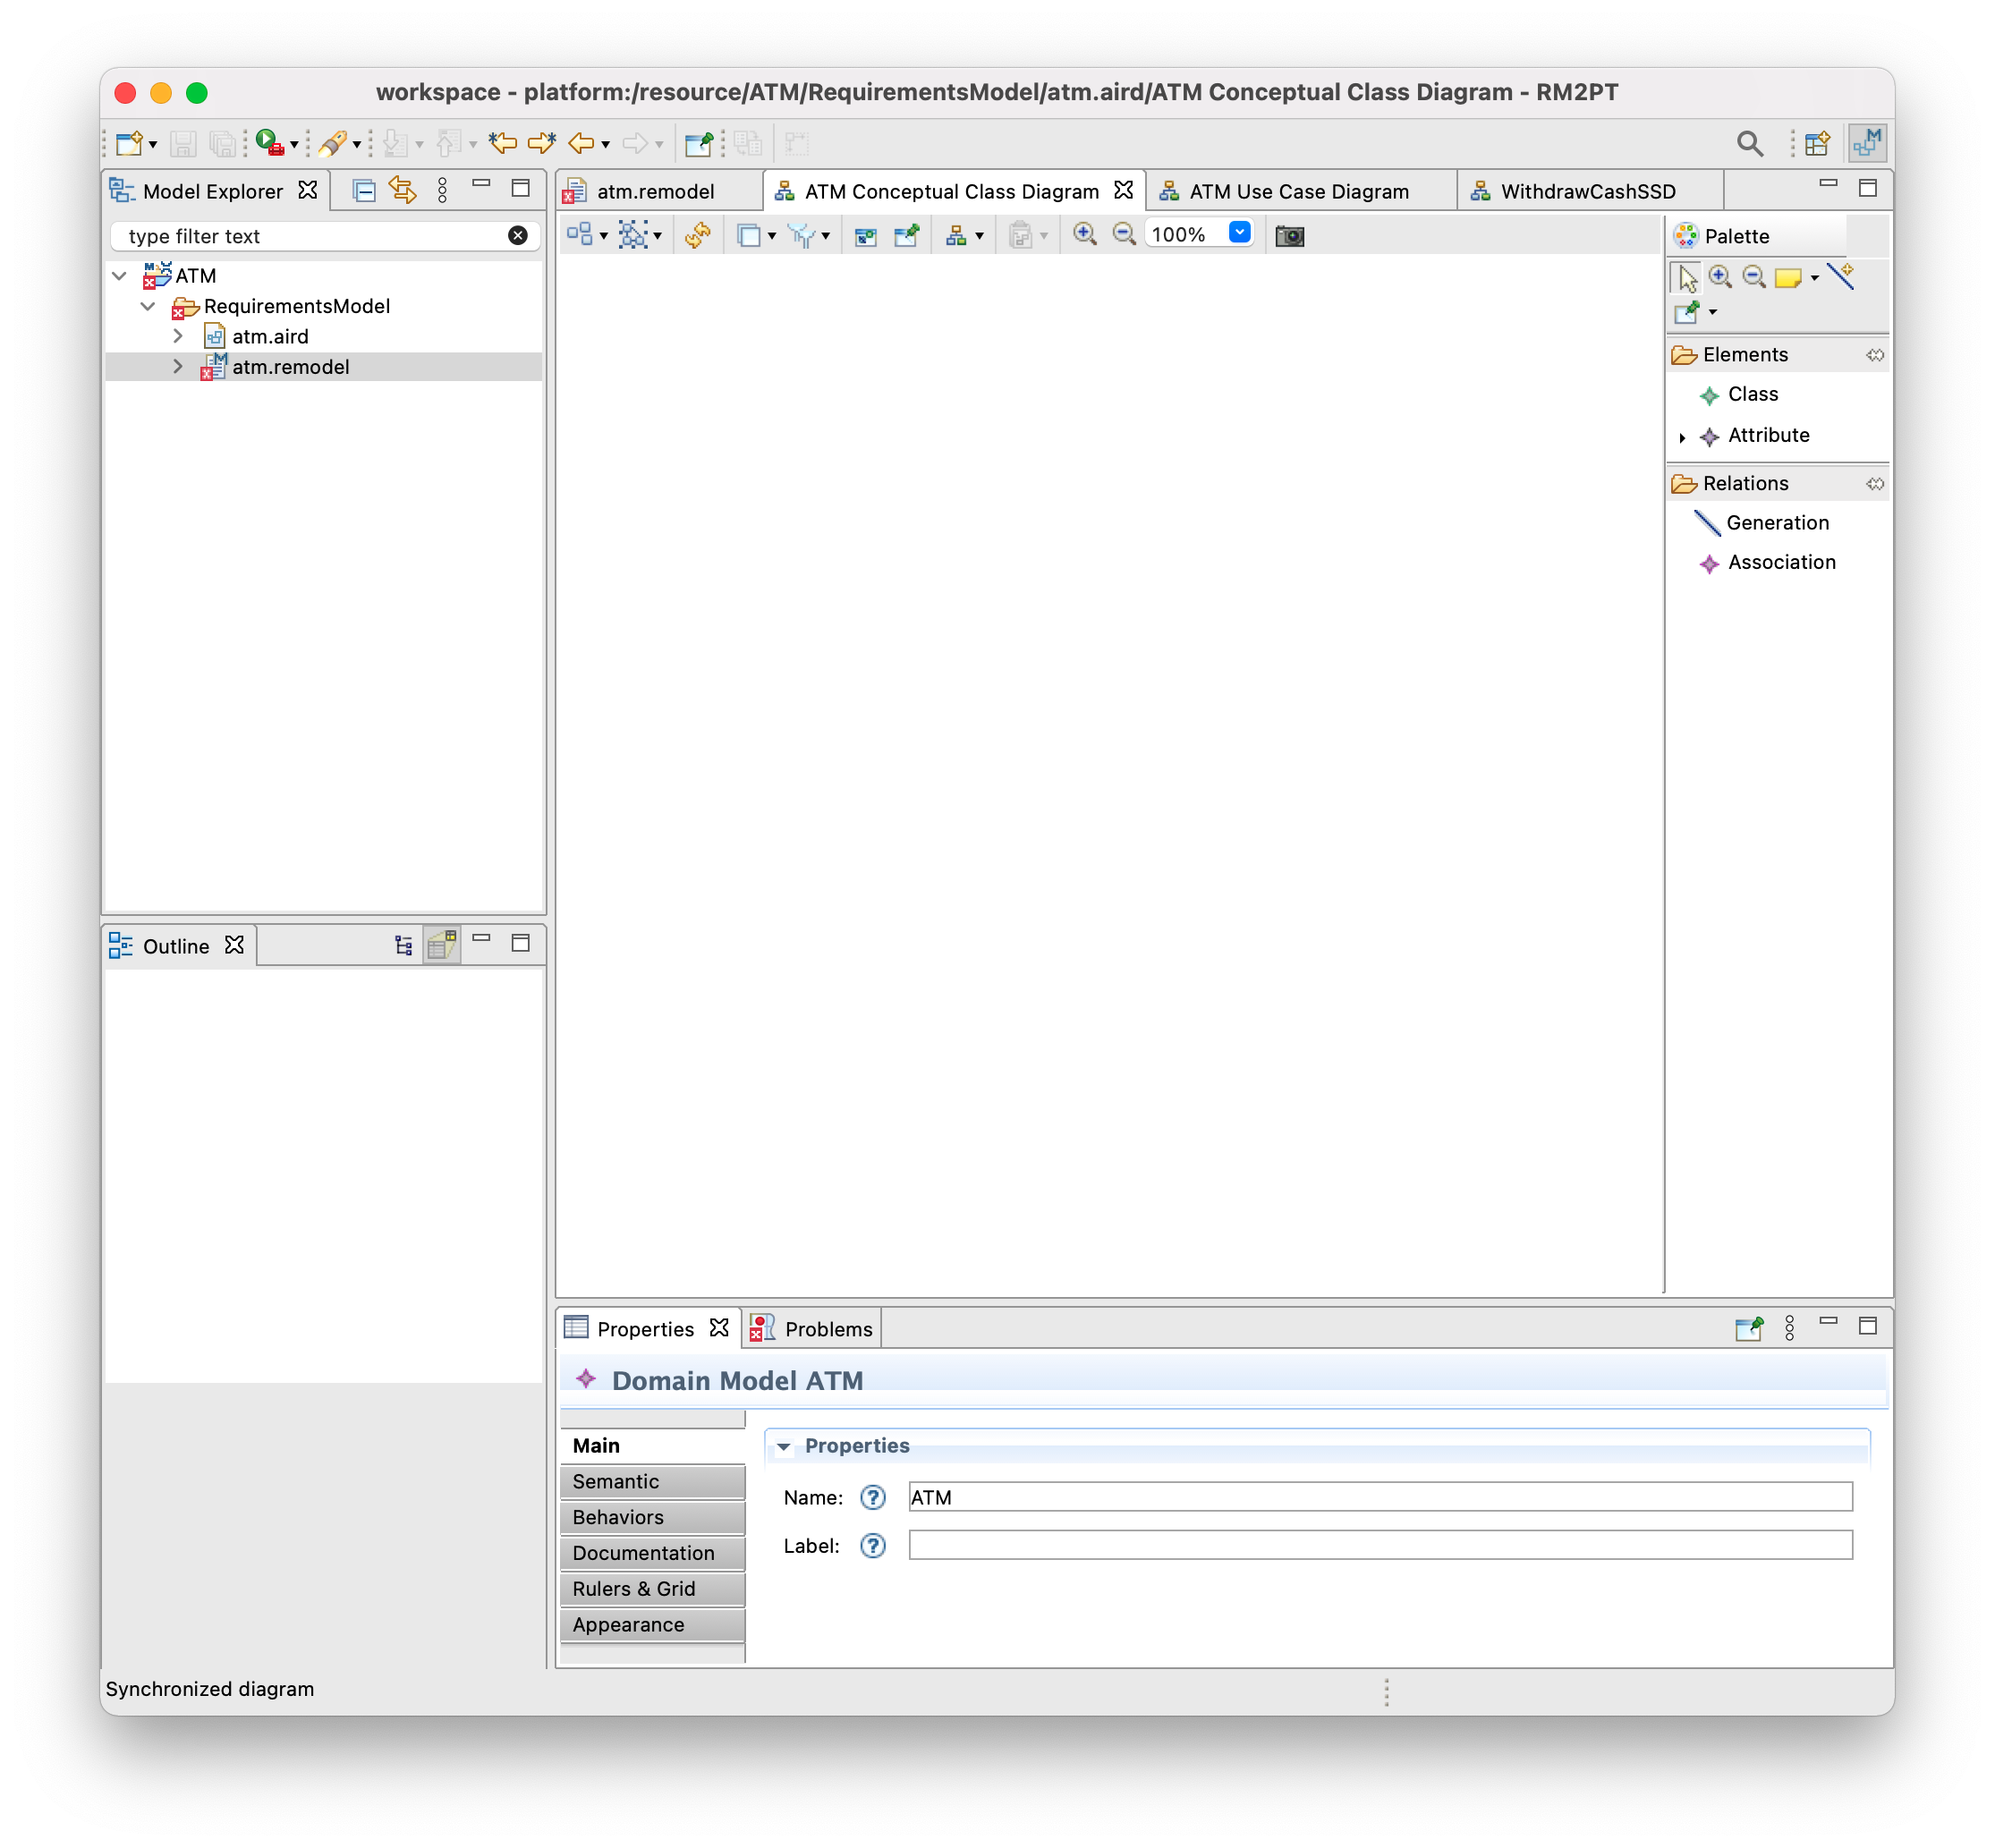 workspace - platform:/resource/ATM/RequirementsModel/atm.aird/ATM Conceptual Class Diagram - RM2PT
Model Explorer
type filter text
ATM
RequirementsModel
atm.aird
atm.remodel
Outline
atm.remodel
ATM Conceptual Class Diagram
ATM Use Case Diagram
WithdrawCashSSD
100%
Palette
Elements
Class
Attribute
Relations
Generation
Association
Properties
Problems
Domain Model ATM
Main
Semantic
Behaviors
Documentation
Rulers & Grid
Appearance
Properties
Name:
ATM
Label:
Synchronized diagram